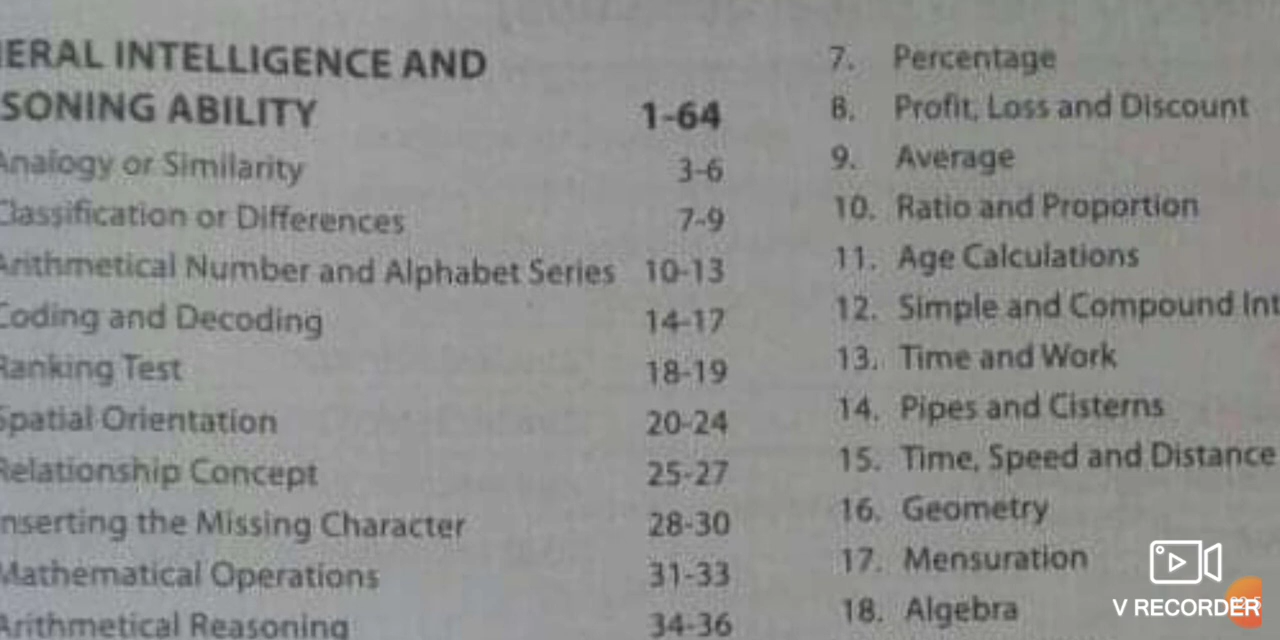 ERAL INTELLIGENCE AND
SONING ABILITY 1-64
Analogy or Similarity 3-6
Classification or Differences 7-9
Arithmetical Number and Alphabet Series 10-13
Coding and Decoding 14-17
Ranking Test 18-19
Spatial Orientation 20-24
Relationship Concept 25-27
nserting the Missing Character 28-30
Mathematical Operations 31-33
Arithmetical Reasoning 34-36
7. Percentage
8. Profit, Loss and Discount
9. Average
10. Ratio and Proportion
11. Age Calculations
12. Simple and Compound Int
13. Time and Work
14. Pipes and Cisterns
15. Time, Speed and Distance
16. Geometry
17. Mensuration
18. Algebra
V RECORDER